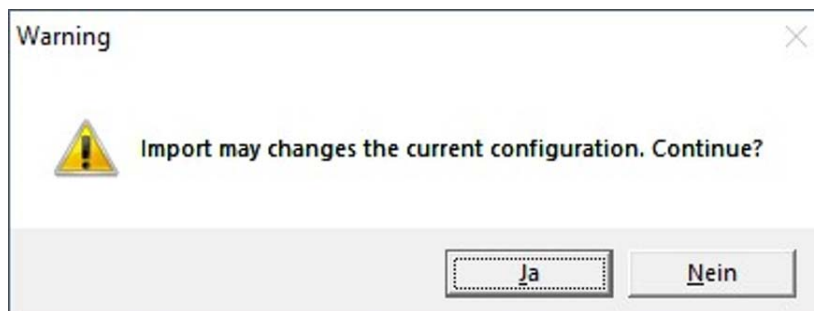 Warning
Import may changes the current configuration. Continue?
Ja
Nein